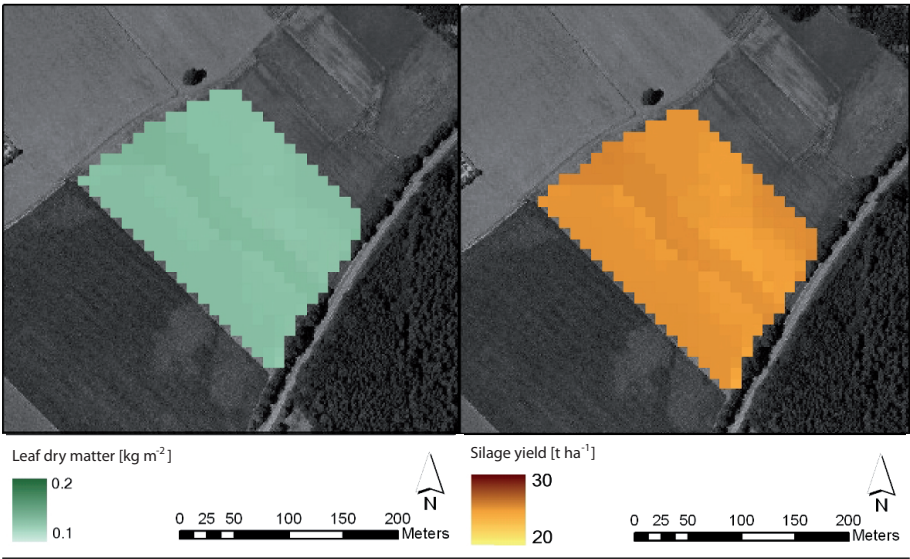 Leaf dry matter [kg m-2]
0.2
0.1
N
0 25 50 100 150 200
Meters
Silage yield [t ha-1]
30
20
N
0 25 50 100 150 200
Meters